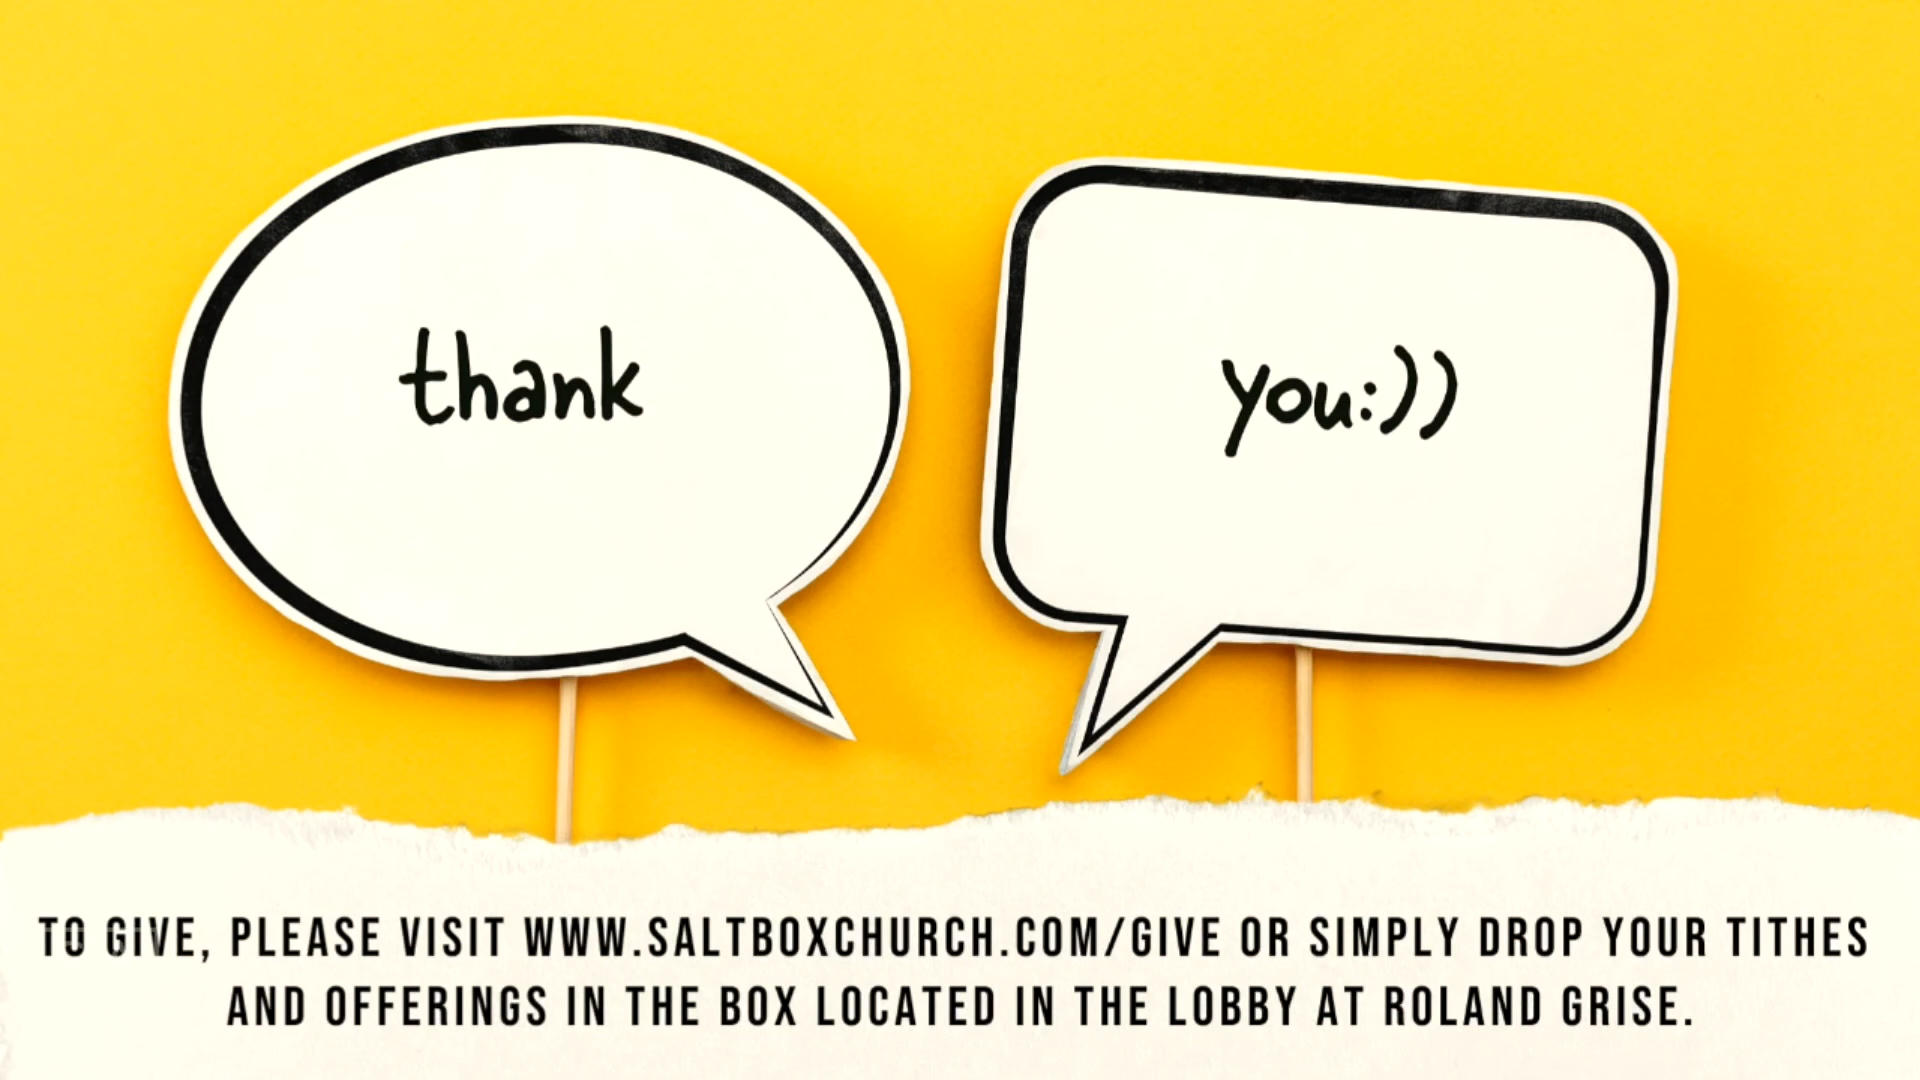 thank
you:))
TO GIVE, PLEASE VISIT WWW.SALTBOXCHURCH.COM/GIVE OR SIMPLY DROP YOUR TITHES
AND OFFERINGS IN THE BOX LOCATED IN THE LOBBY AT ROLAND GRISE.